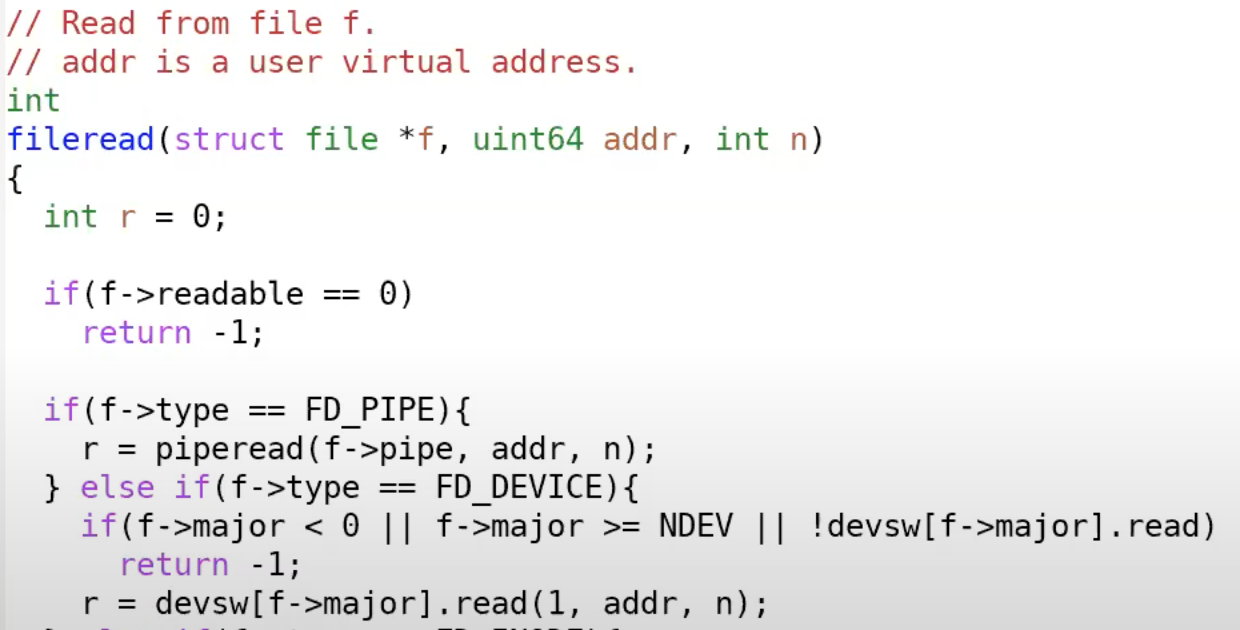 // Read from file f.
// addr is a user virtual address.
int
fileread(struct file *f, uint64 addr, int n)
{
  int r = 0;

  if(f->readable == 0)
    return -1;

  if(f->type == FD_PIPE){
    r = piperead(f->pipe, addr, n);
  } else if(f->type == FD_DEVICE){
    if(f->major < 0 || f->major >= NDEV || !devsw[f->major].read)
      return -1;
    r = devsw[f->major].read(1, addr, n);